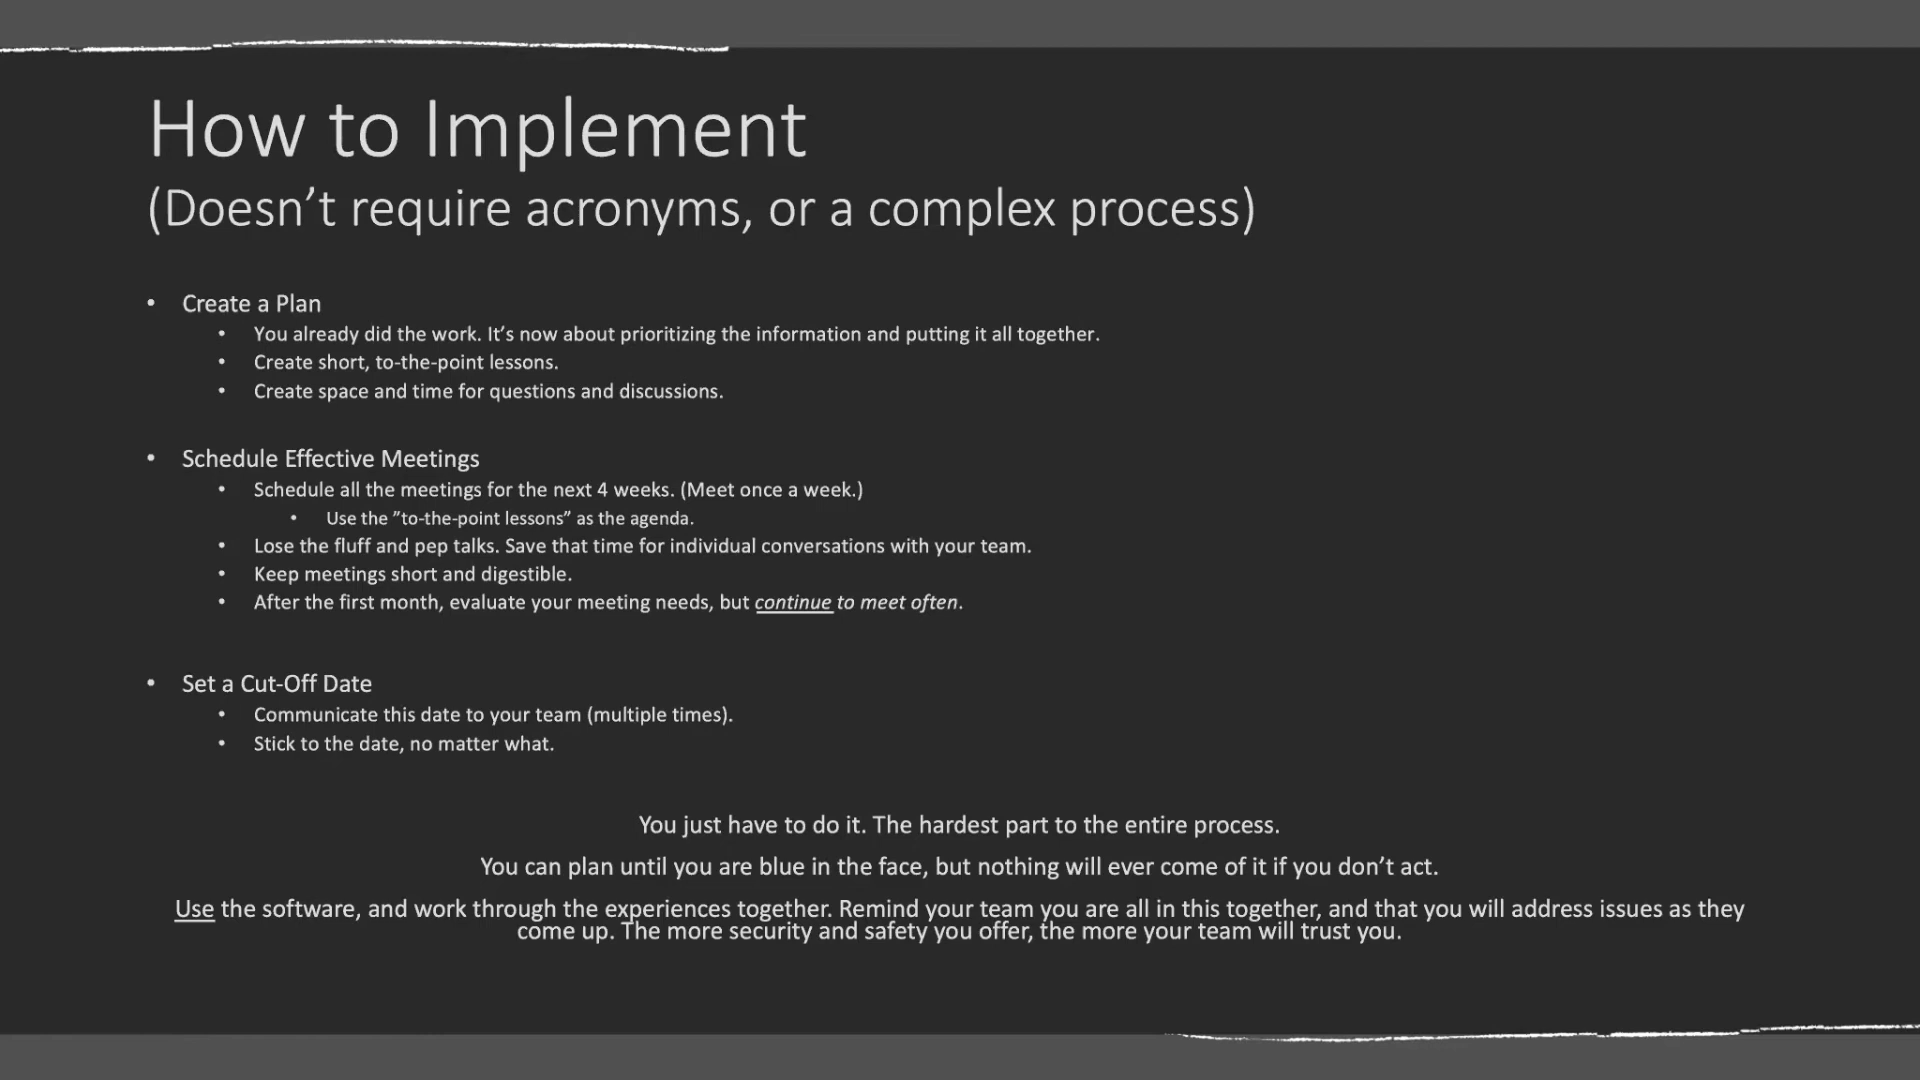 How to Implement
(Doesn’t require acronyms, or a complex process)
• Create a Plan
• You already did the work. It’s now about prioritizing the information and putting it all together.
• Create short, to-the-point lessons.
• Create space and time for questions and discussions.
• Schedule Effective Meetings
• Schedule all the meetings for the next 4 weeks. (Meet once a week.)
• Use the ”to-the-point lessons” as the agenda.
• Lose the fluff and pep talks. Save that time for individual conversations with your team.
• Keep meetings short and digestible.
• After the first month, evaluate your meeting needs, but continue to meet often.
• Set a Cut-Off Date
• Communicate this date to your team (multiple times).
• Stick to the date, no matter what.
You just have to do it. The hardest part to the entire process.
You can plan until you are blue in the face, but nothing will ever come of it if you don’t act.
Use the software, and work through the experiences together. Remind your team you are all in this together, and that you will address issues as they
come up. The more security and safety you offer, the more your team will trust you.